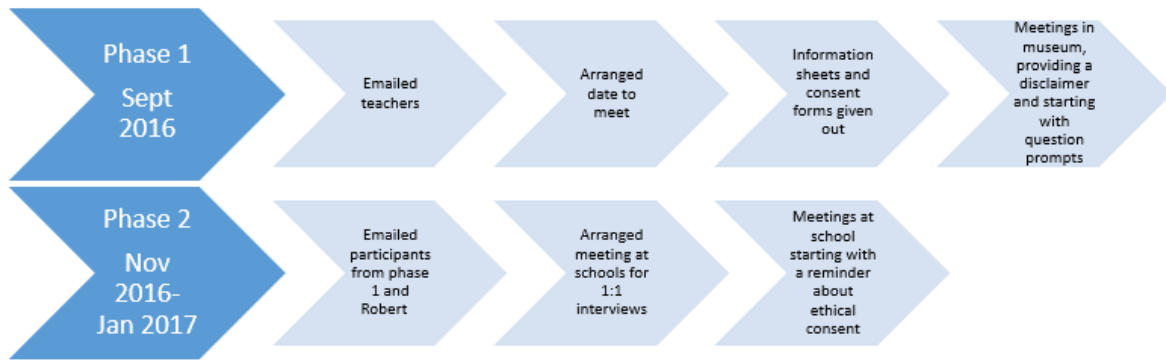 Phase 1
Sept
2016
Emailed
teachers
Arranged
date to
meet
Information
sheets and
consent
forms given
out
Meetings in
museum,
providing a
disclaimer
and starting
with
question
prompts
Phase 2
Nov
2016-
Jan 2017
Emailed
participants
from phase
1 and
Robert
Arranged
meeting at
schools for
1:1
interviews
Meetings at
school
starting with
a reminder
about
ethical
consent